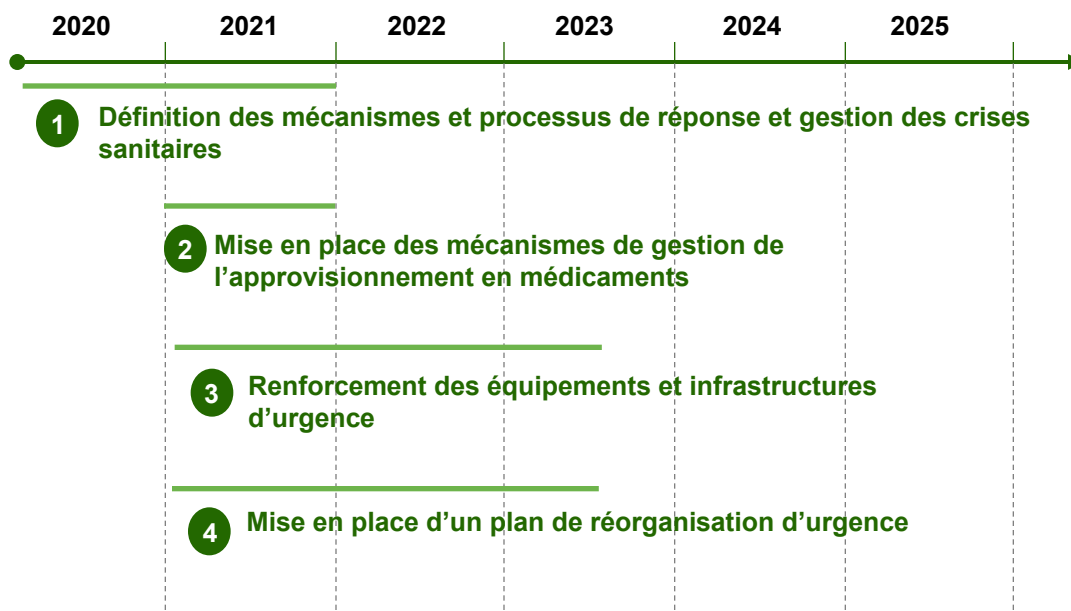 2020 2021 2022 2023 2024 2025
1 Définition des mécanismes et processus de réponse et gestion des crises
sanitaires
2 Mise en place des mécanismes de gestion de
l’approvisionnement en médicaments
3 Renforcement des équipements et infrastructures
d’urgence
4 Mise en place d’un plan de réorganisation d’urgence